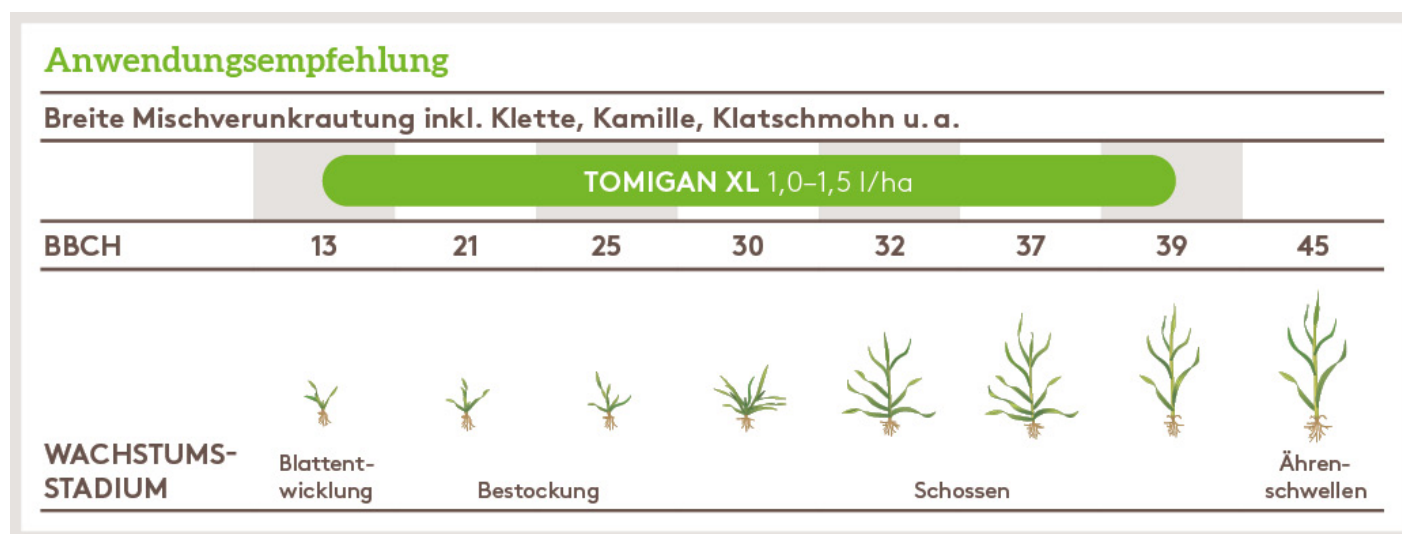 Anwendungsempfehlung
Breite Mischverunkrautung inkl. Klette, Kamille, Klatschmohn u. a.
TOMIGAN XL 1,0–1,5 l/ha
BBCH 13 21 25 30 32 37 39 45
WACHSTUMS-
STADIUM
Blattent-
wicklung
Bestockung
Schossen
Ähren-
schwellen